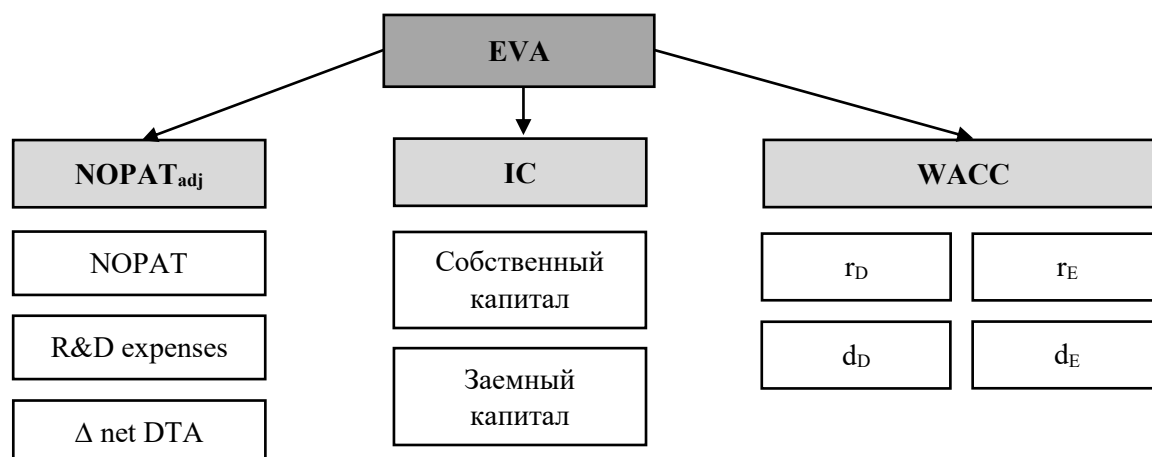 EVA
NOPATadj
IC
WACC
NOPAT
R&D expenses
Δ net DTA
Собственный
капитал
Заемный
капитал
rD
rE
dD
dE